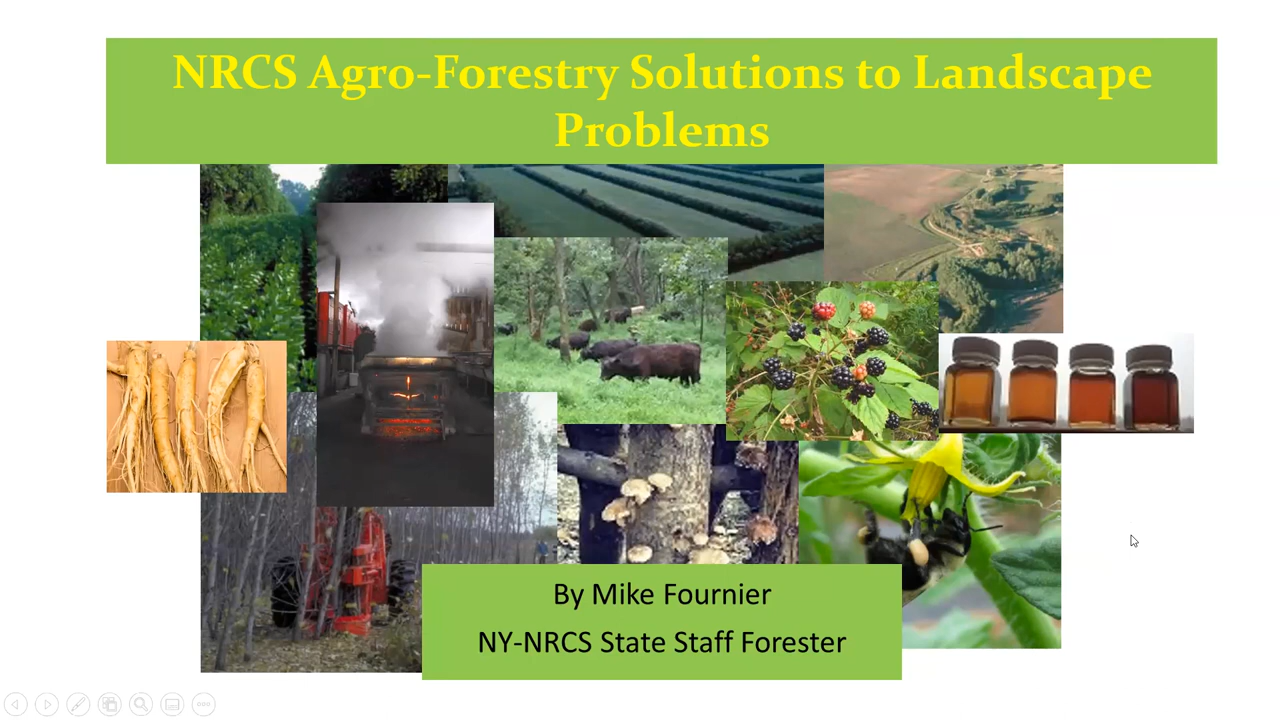 NRCS Agro-Forestry Solutions to Landscape
Problems
By Mike Fournier
NY-NRCS State Staff Forester